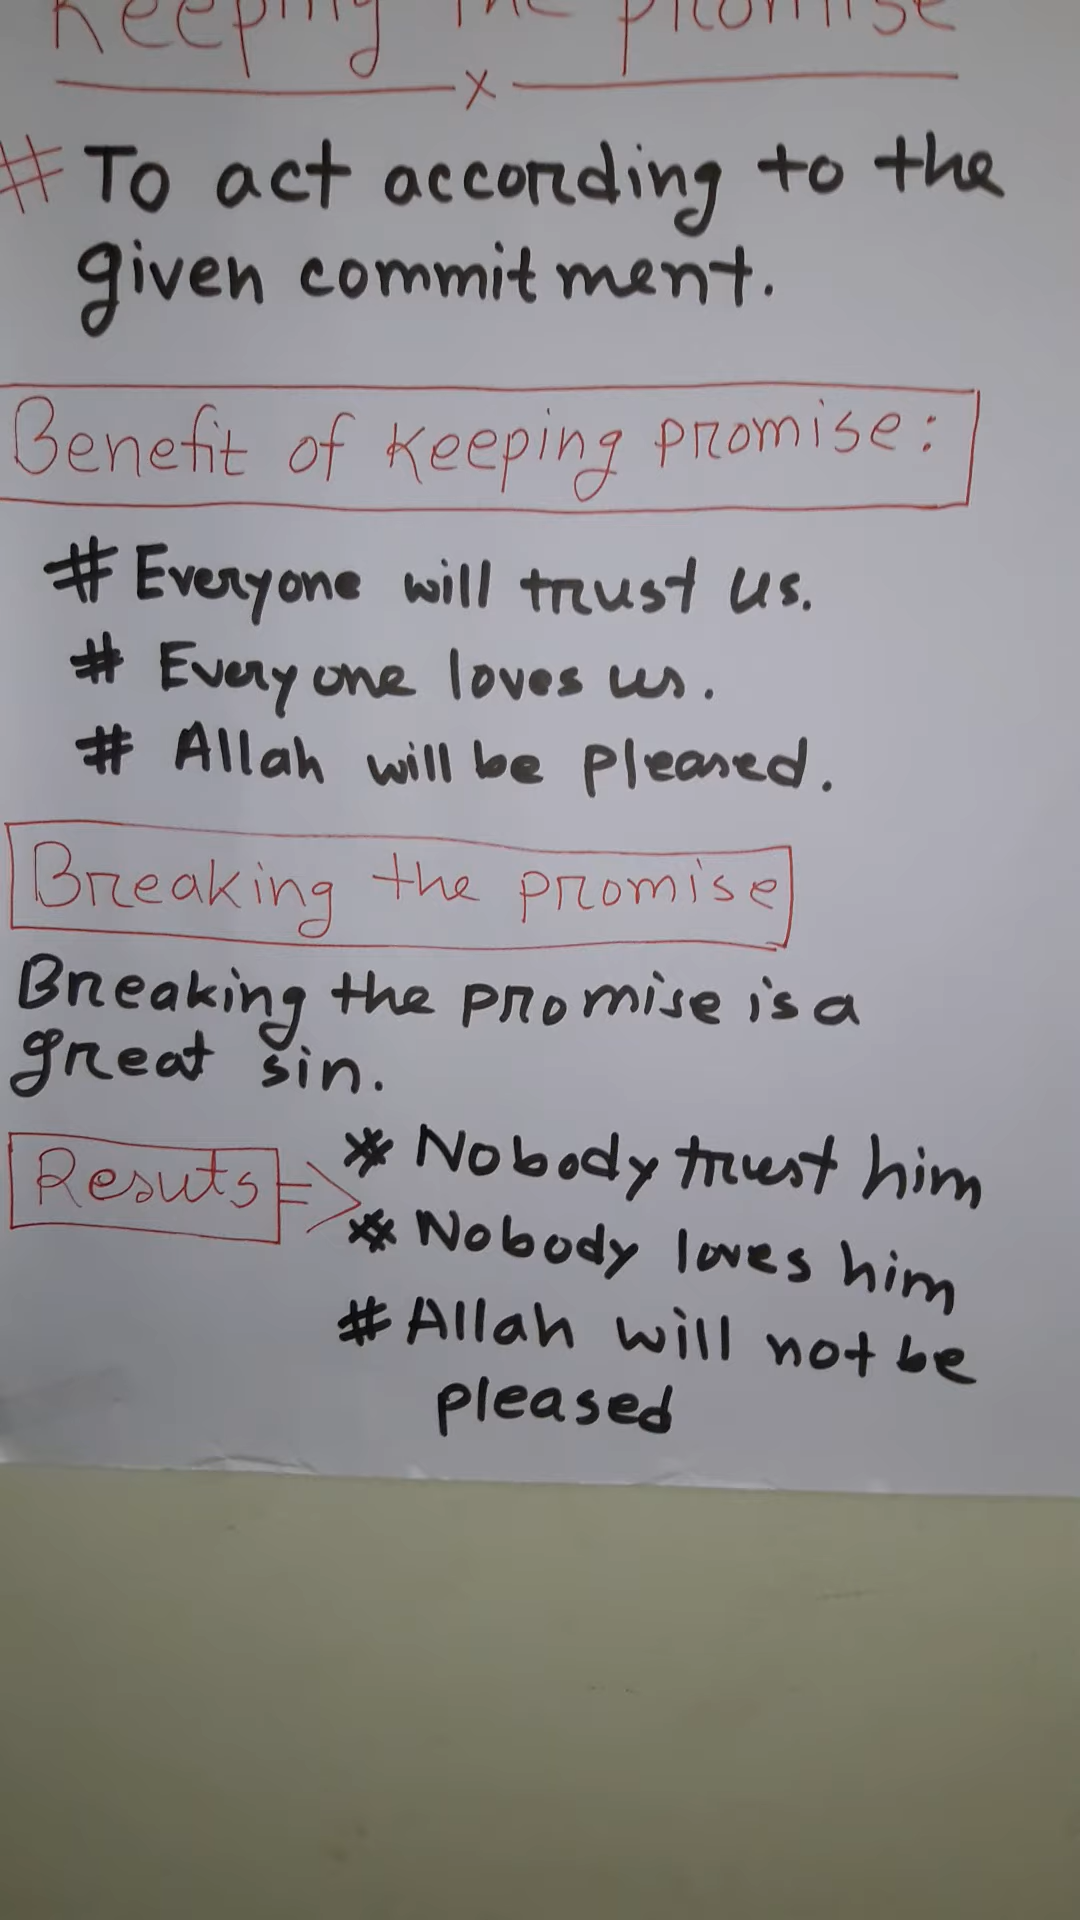 Keeping the promise
x
# To act according to the
given commitment.
Benefit of Keeping promise:
# Everyone will trust us.
# Everyone loves us.
# Allah will be pleased.
Breaking the promise
Breaking the promise is a
great sin.
Resuts => * Nobody trust him
* Nobody loves him
# Allah will not be
pleased